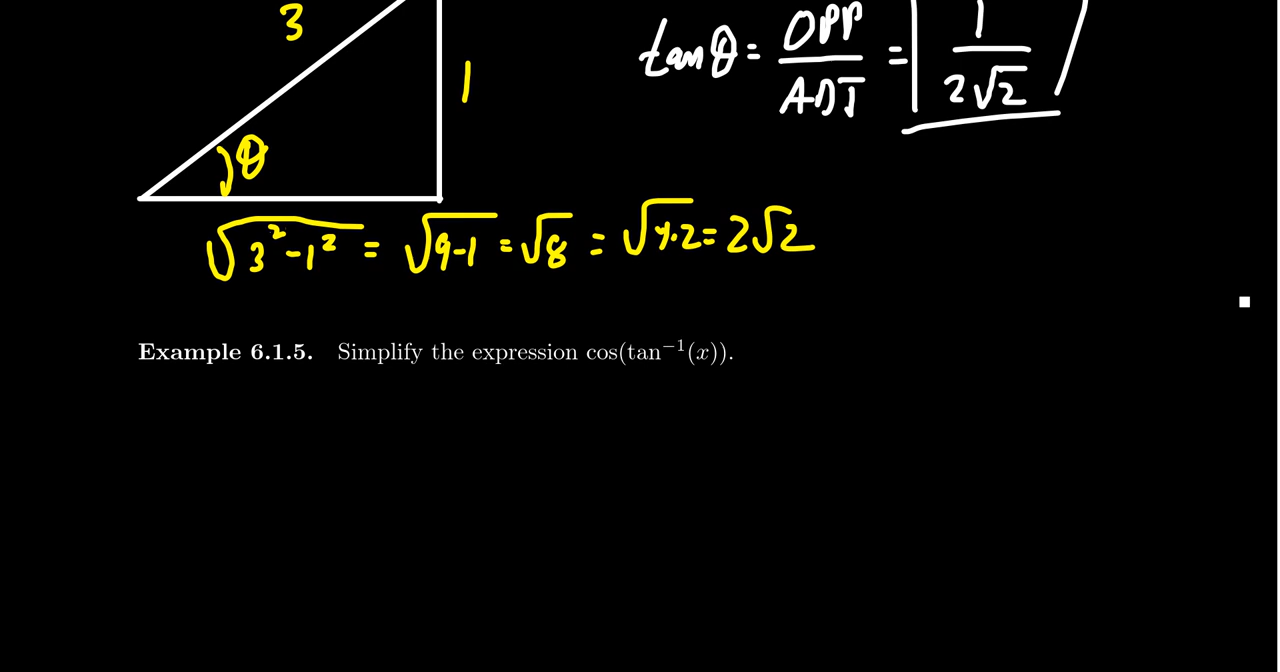 3
1
θ
tanθ = OPP/ADJ = 1/(2√2)
√(3²-1²) = √(9-1) = √8 = √(4·2) = 2√2
Example 6.1.5. Simplify the expression cos(tan⁻¹(x)).